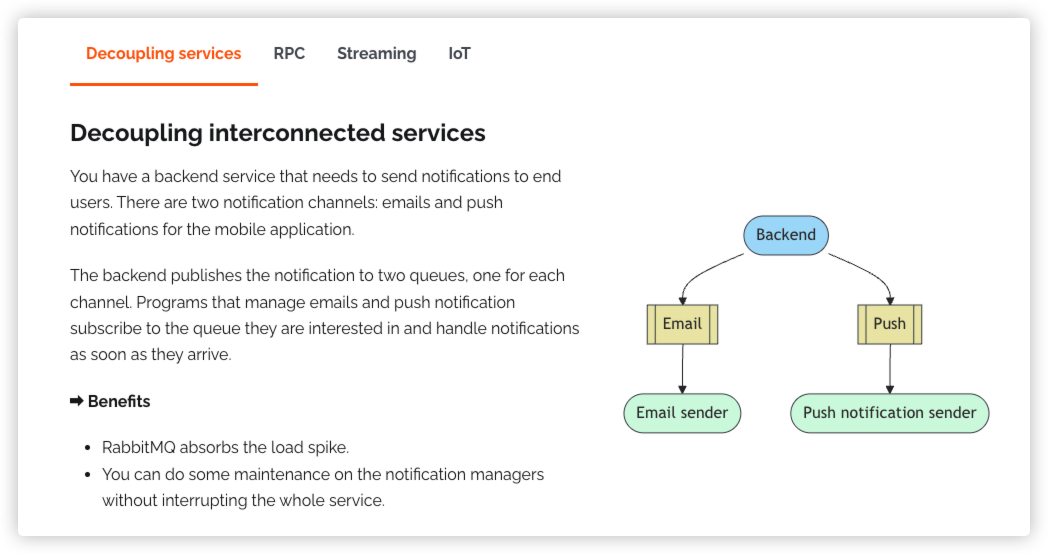 Decoupling services RPC Streaming IoT
Decoupling interconnected services
You have a backend service that needs to send notifications to end
users. There are two notification channels: emails and push
notifications for the mobile application.
The backend publishes the notification to two queues, one for each
channel. Programs that manage emails and push notification
subscribe to the queue they are interested in and handle notifications
as soon as they arrive.
➡ Benefits
• RabbitMQ absorbs the load spike.
• You can do some maintenance on the notification managers
without interrupting the whole service.
Backend
Email Push
Email sender Push notification sender